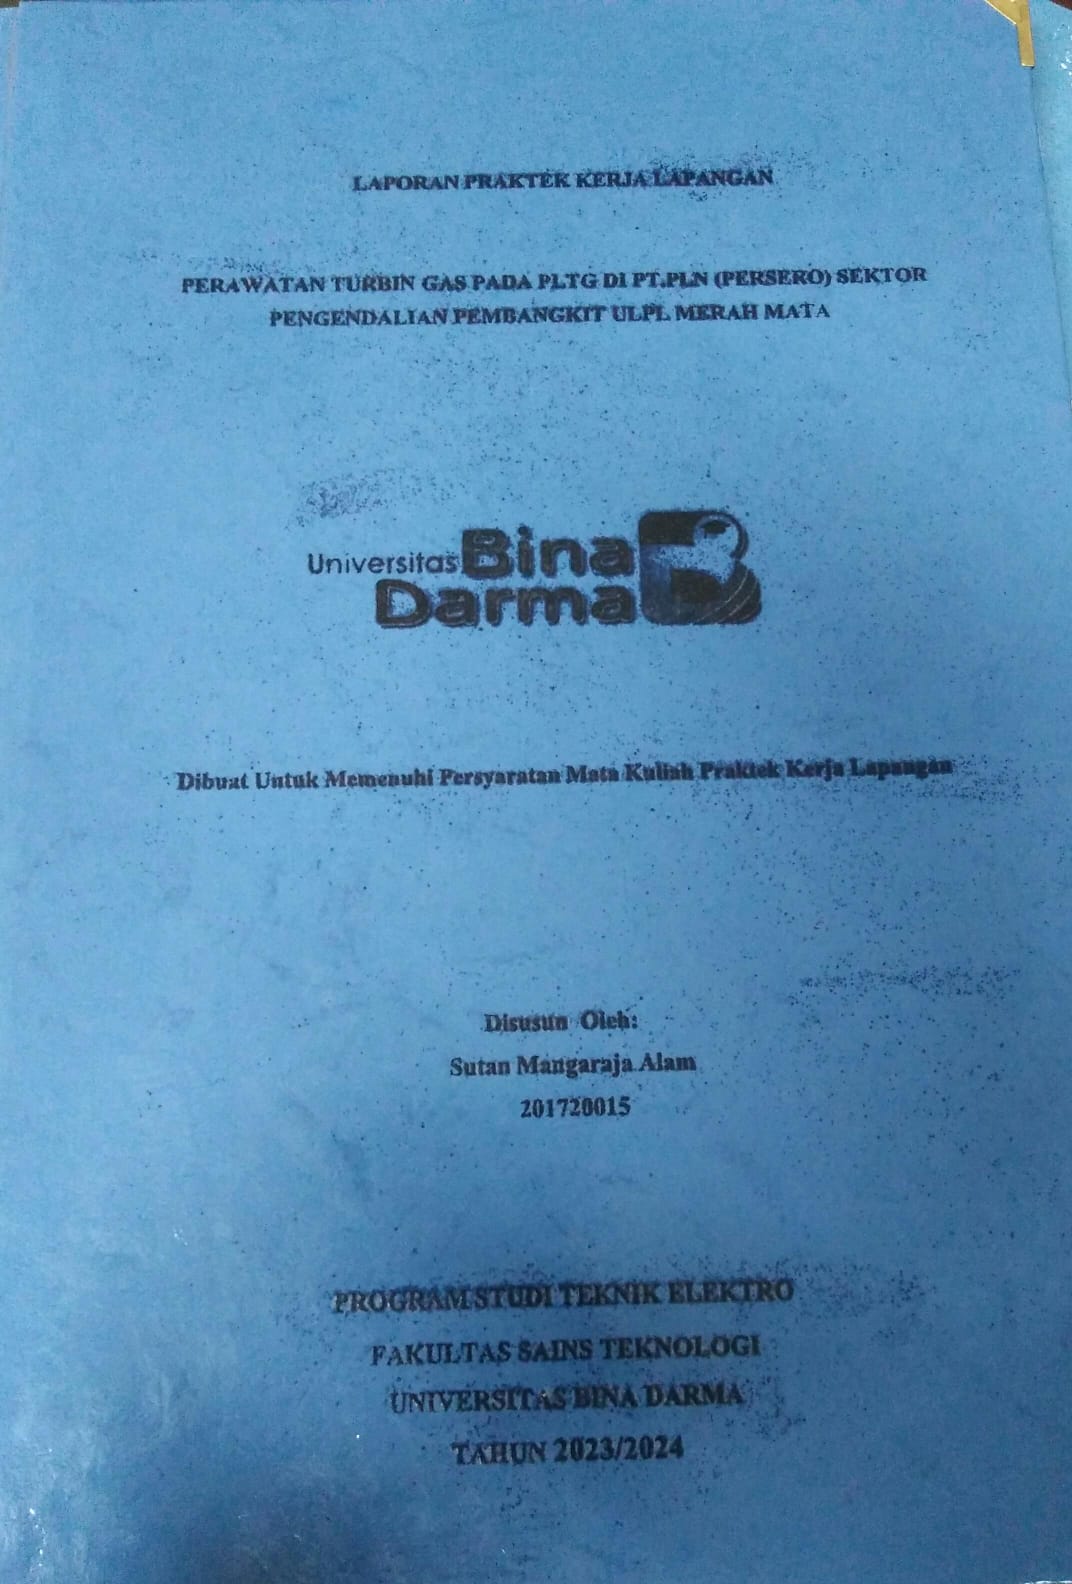 LAPORAN PRAKTEK KERJA LAPANGAN
PERAWATAN TURBIN GAS PADA PLTG DI PT.PLN (PERSERO) SEKTOR
PENGENDALIAN PEMBANGKIT ULPL MERAH MATA
Universitas Bina
Darma
Dibuat Untuk Memenuhi Persyaratan Mata Kuliah Praktek Kerja Lapangan
Disusun Oleh:
Sutan Mangaraja Alam
201720015
PROGRAM STUDI TEKNIK ELEKTRO
FAKULTAS SAINS TEKNOLOGI
UNIVERSITAS BINA DARMA
TAHUN 2023/2024